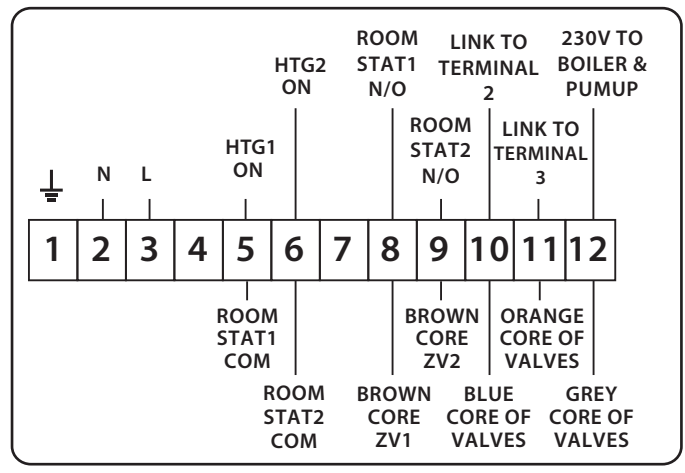 ROOM
STAT1
N/O
LINK TO
TERMINAL
2
230V TO
BOILER &
PUMUP
HTG2
ON
ROOM
STAT2
N/O
LINK TO
TERMINAL
3
HTG1
ON
N
L
1 2 3 4 5 6 7 8 9 10 11 12
ROOM
STAT1
COM
BROWN
CORE
ZV2
ORANGE
CORE OF
VALVES
ROOM
STAT2
COM
BROWN
CORE
ZV1
BLUE
CORE OF
VALVES
GREY
CORE OF
VALVES